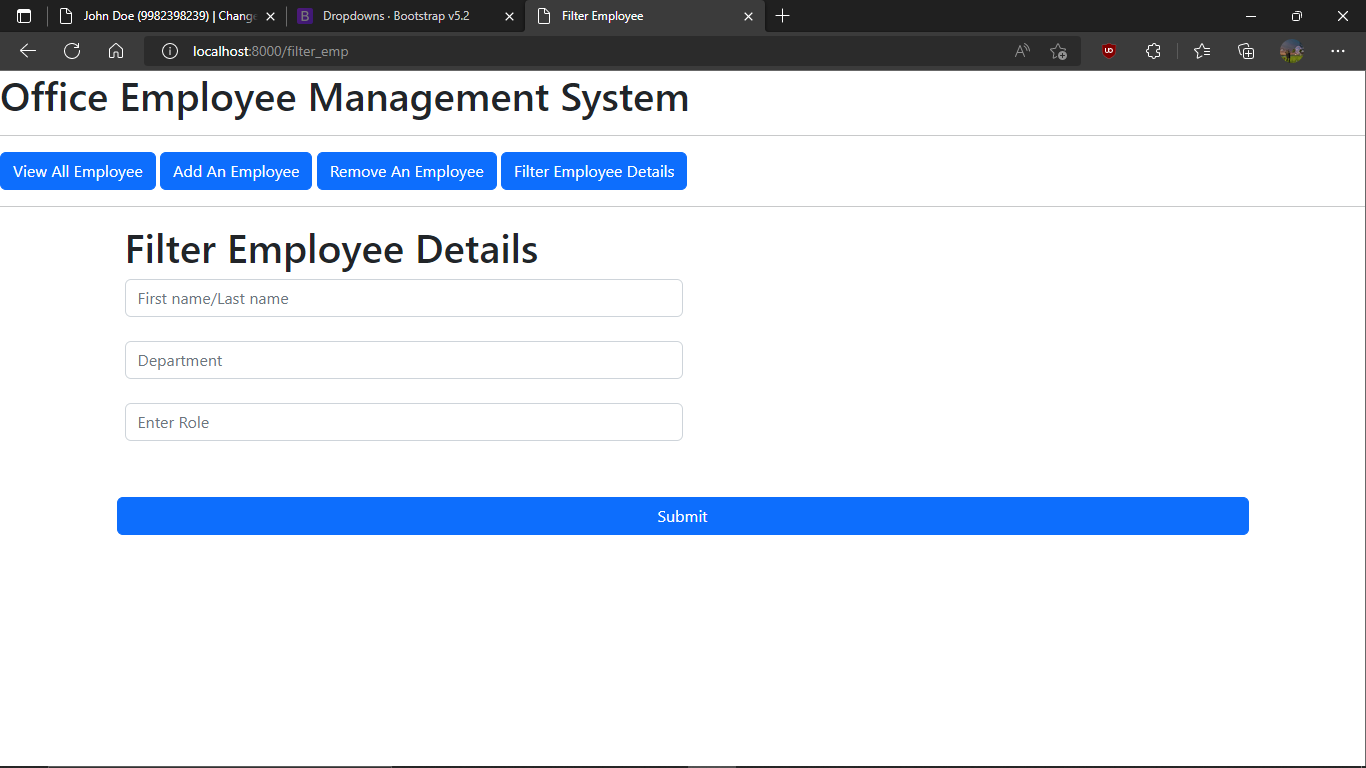 John Doe (9982398239) | Change
Dropdowns · Bootstrap v5.2
Filter Employee
localhost:8000/filter_emp
Office Employee Management System
View All Employee Add An Employee Remove An Employee Filter Employee Details
Filter Employee Details
First name/Last name
Department
Enter Role
Submit